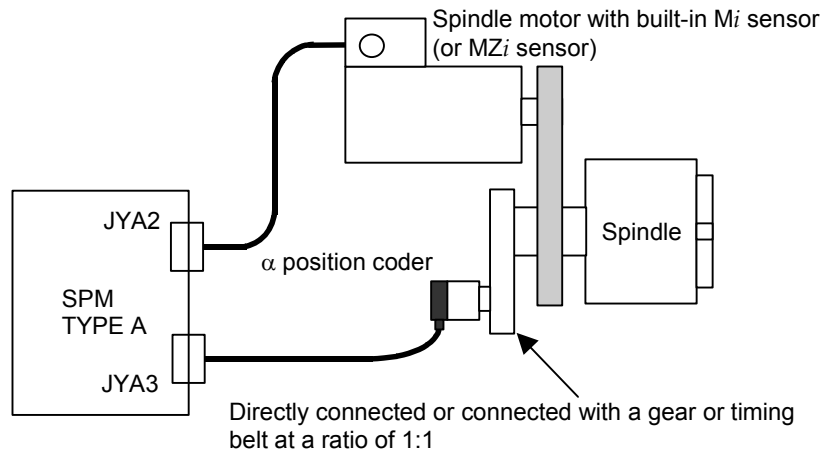 Spindle motor with built-in Mi sensor
(or MZi sensor)
JYA2
α position coder
Spindle
SPM
TYPE A
JYA3
Directly connected or connected with a gear or timing
belt at a ratio of 1:1